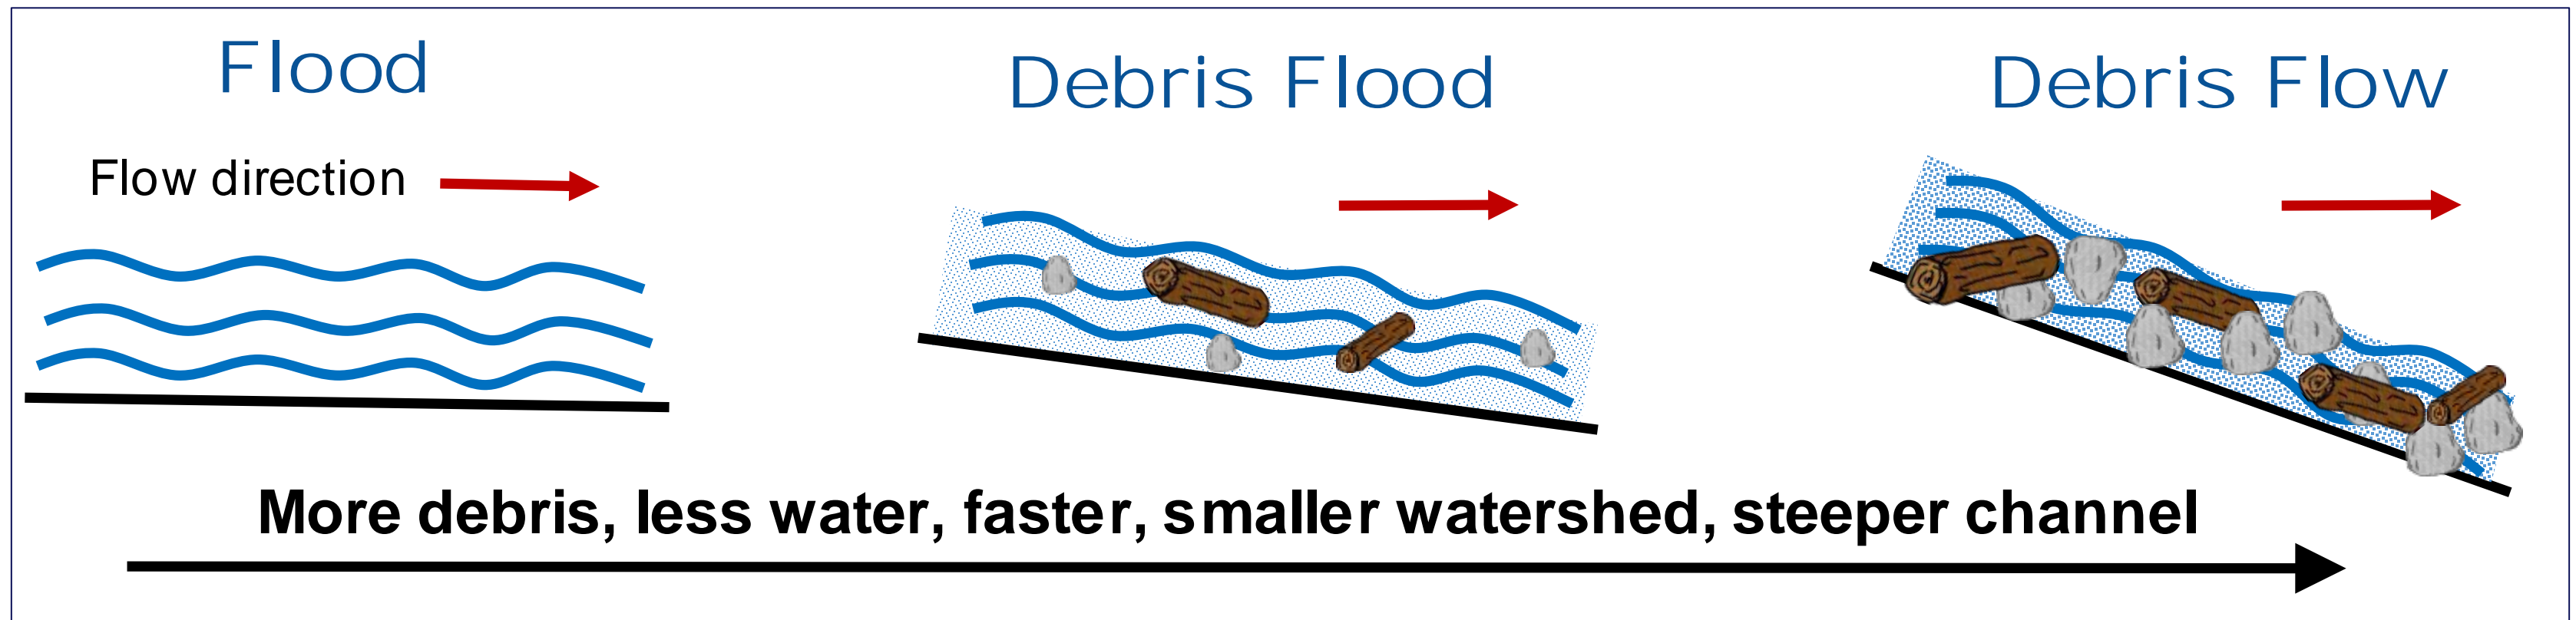 Flood
Debris Flood
Debris Flow
Flow direction
More debris, less water, faster, smaller watershed, steeper channel